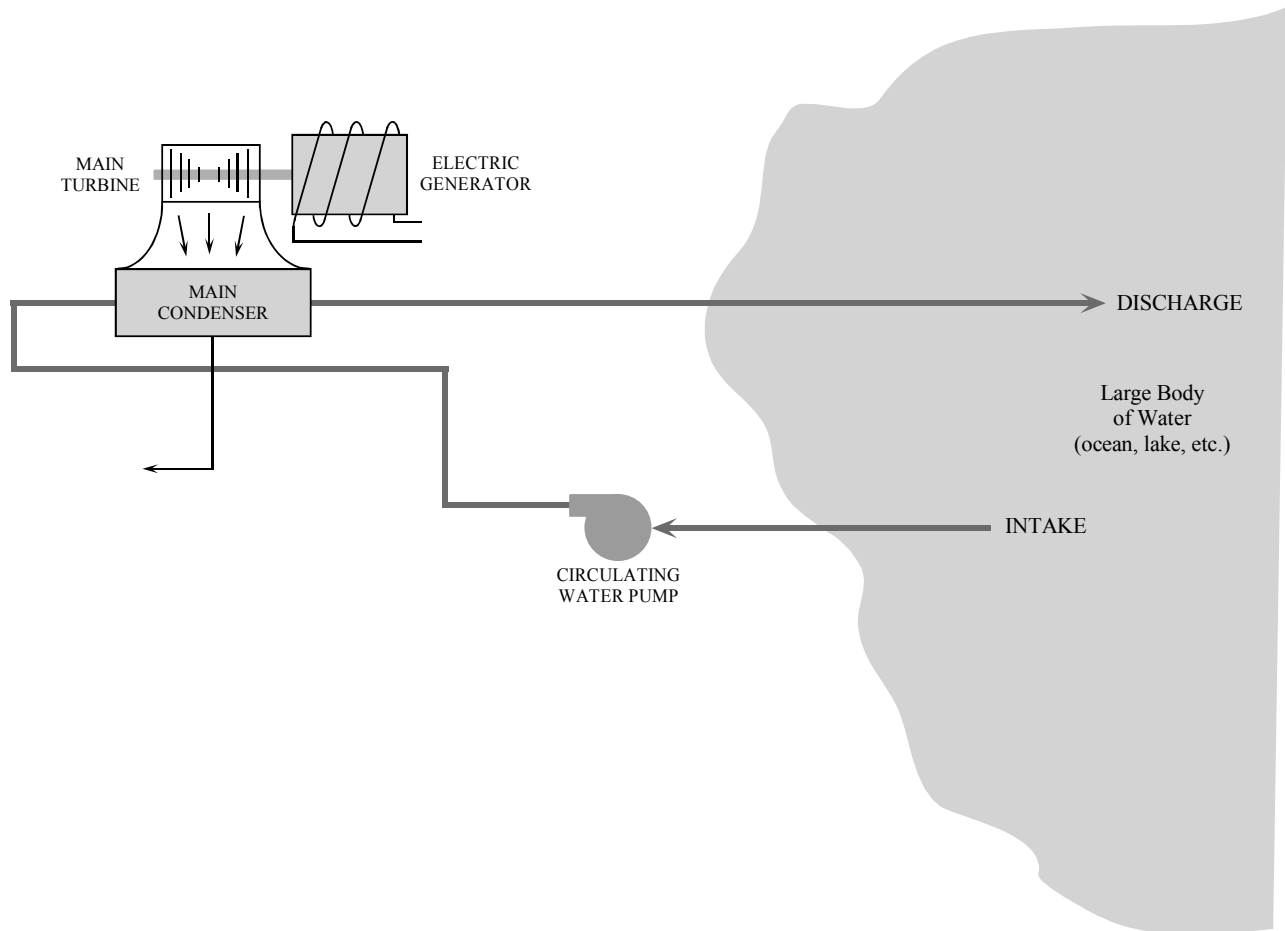 MAIN
TURBINE
ELECTRIC
GENERATOR
MAIN
CONDENSER
DISCHARGE
Large Body
of Water
(ocean, lake, etc.)
INTAKE
CIRCULATING
WATER PUMP